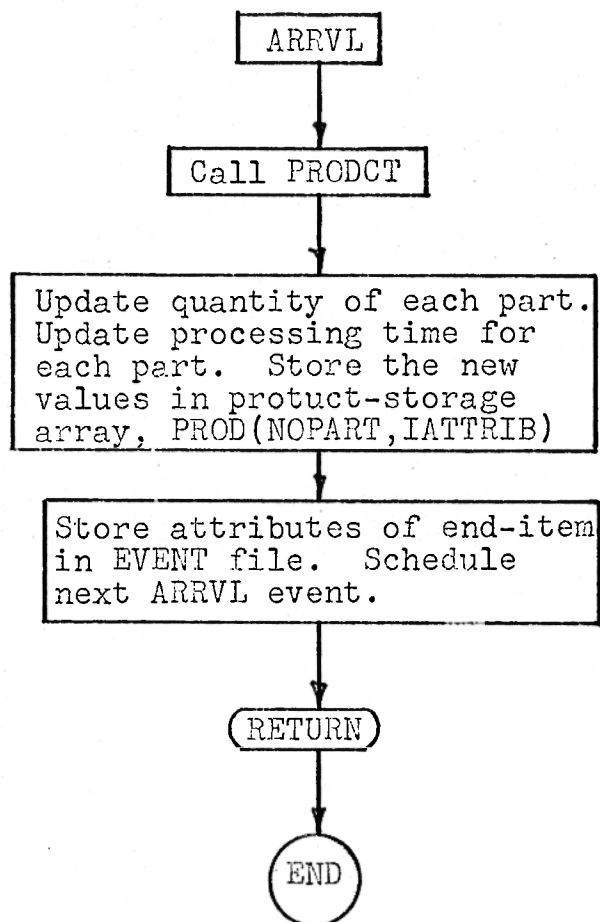 ARRVL
Call PRODCT
Update quantity of each part.
Update processing time for
each part. Store the new
values in protuct-storage
array, PROD(NOPART,IATTRIB)
Store attributes of end-item
in EVENT file. Schedule
next ARRVL event.
RETURN
END